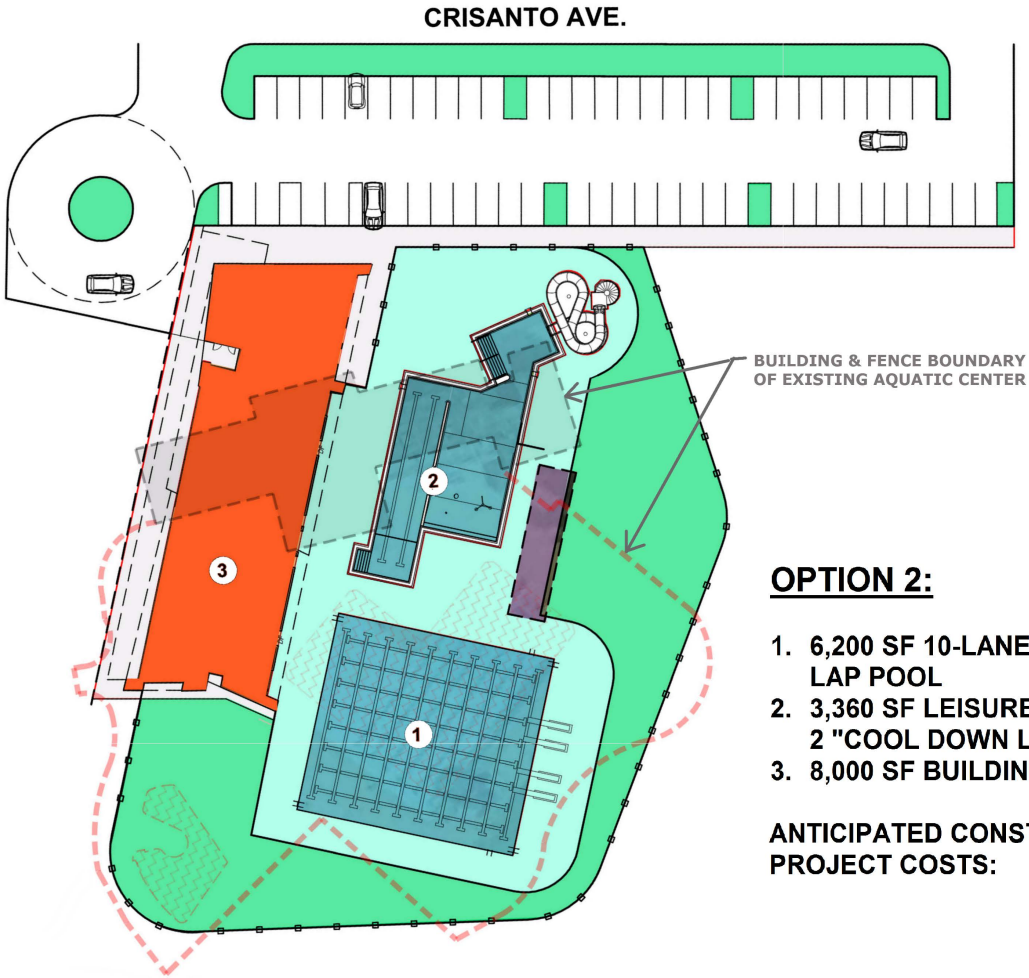 CRISANTO AVE.
BUILDING & FENCE BOUNDARY
OF EXISTING AQUATIC CENTER
2
3
1
OPTION 2:
1. 6,200 SF 10-LANE
LAP POOL
2. 3,360 SF LEISURE
2 "COOL DOWN L
3. 8,000 SF BUILDIN
ANTICIPATED CONST
PROJECT COSTS: